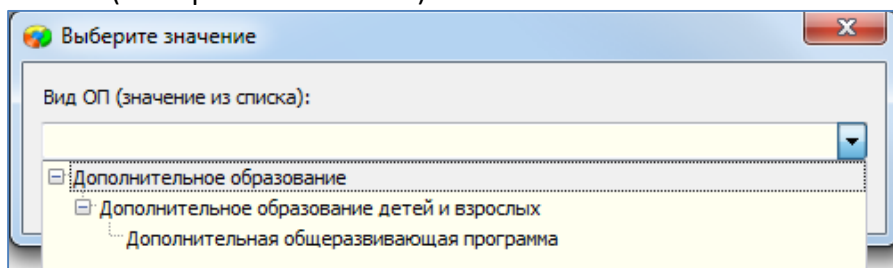 Выберите значение
Вид ОП (значение из списка):
Дополнительное образование
Дополнительное образование детей и взрослых
Дополнительная общеразвивающая программа